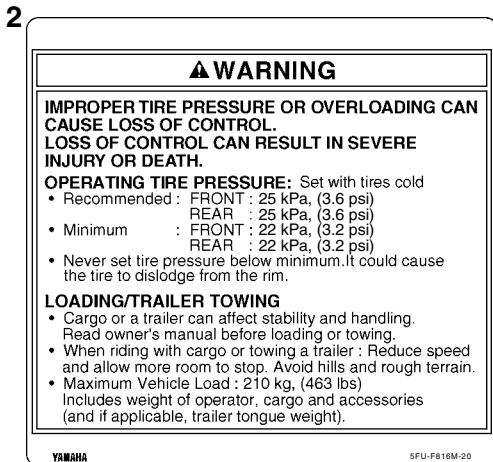 2
⚠WARNING
IMPROPER TIRE PRESSURE OR OVERLOADING CAN
CAUSE LOSS OF CONTROL.
LOSS OF CONTROL CAN RESULT IN SEVERE
INJURY OR DEATH.
OPERATING TIRE PRESSURE: Set with tires cold
• Recommended : FRONT : 25 kPa, (3.6 psi)
REAR : 25 kPa, (3.6 psi)
• Minimum : FRONT : 22 kPa, (3.2 psi)
REAR : 22 kPa, (3.2 psi)
• Never set tire pressure below minimum.It could cause
the tire to dislodge from the rim.
LOADING/TRAILER TOWING
• Cargo or a trailer can affect stability and handling.
Read owner's manual before loading or towing.
• When riding with cargo or towing a trailer : Reduce speed
and allow more room to stop. Avoid hills and rough terrain.
• Maximum Vehicle Load : 210 kg, (463 lbs)
Includes weight of operator, cargo and accessories
(and if applicable, trailer tongue weight).
YAMAHA 5FU-F816M-20